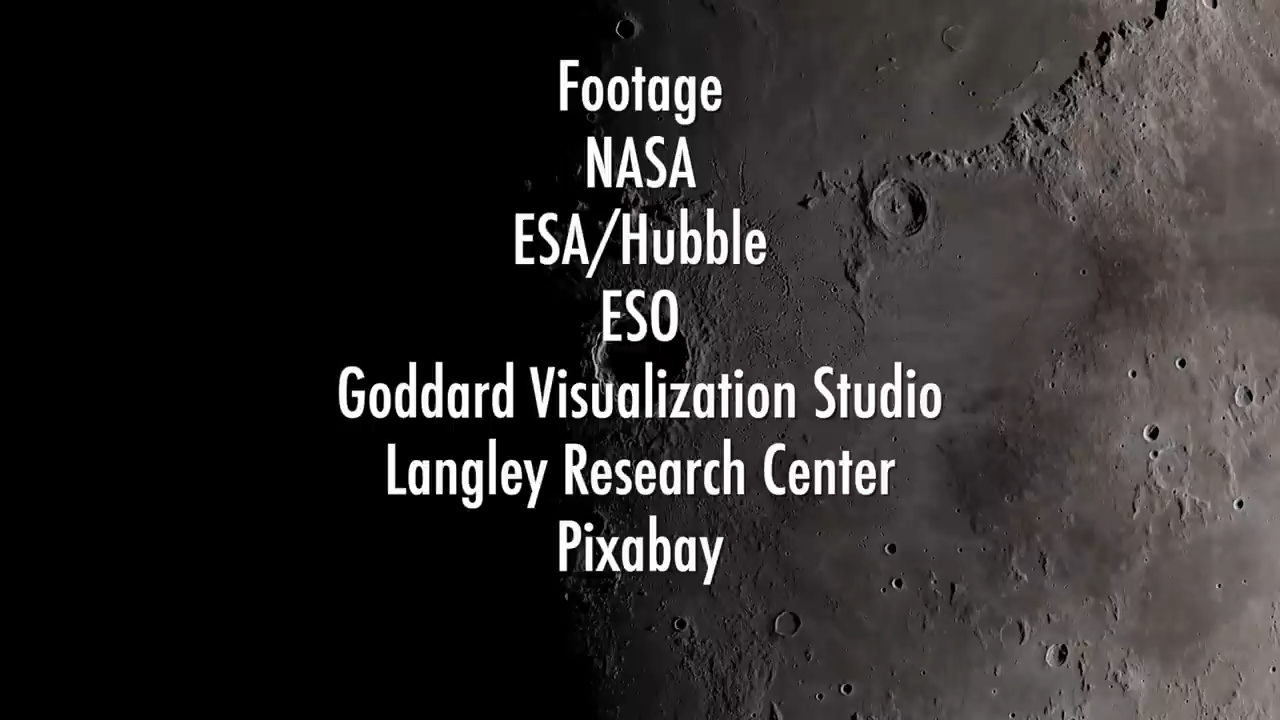 Footage
NASA
ESA/Hubble
ESO
Goddard Visualization Studio
Langley Research Center
Pixabay